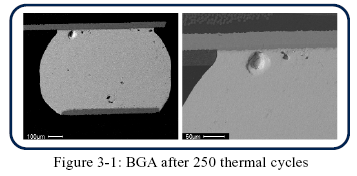 100μm
50μm
Figure 3-1: BGA after 250 thermal cycles